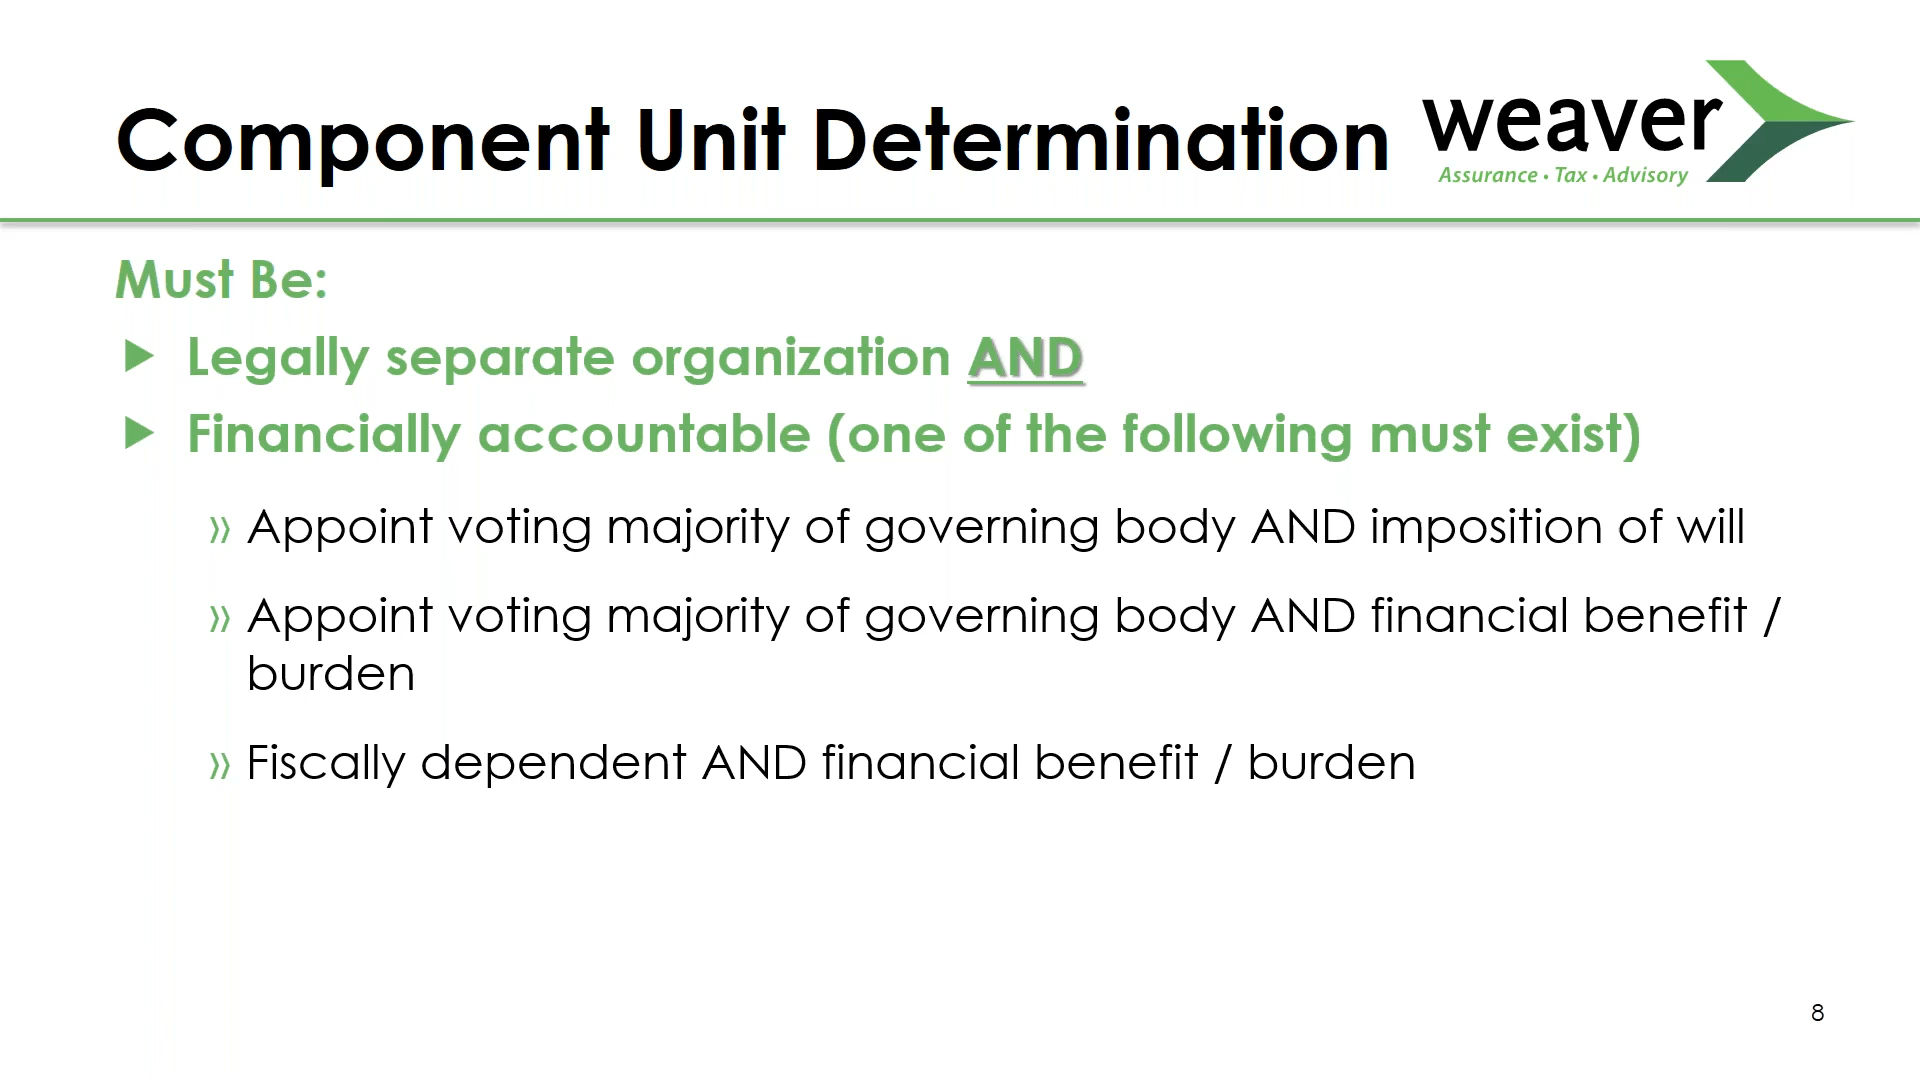 Component Unit Determination
weaver
Assurance • Tax • Advisory
Must Be:
Legally separate organization AND
Financially accountable (one of the following must exist)
» Appoint voting majority of governing body AND imposition of will
» Appoint voting majority of governing body AND financial benefit /
burden
» Fiscally dependent AND financial benefit / burden
8